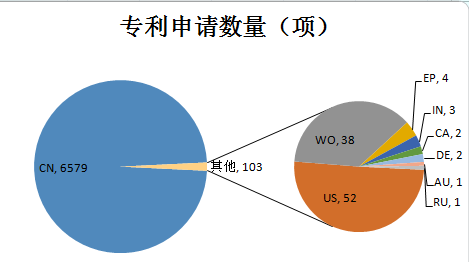 专利申请数量（项）
CN, 6579
其他, 103
WO, 38
US, 52
EP, 4
IN, 3
CA, 2
DE, 2
AU, 1
RU, 1